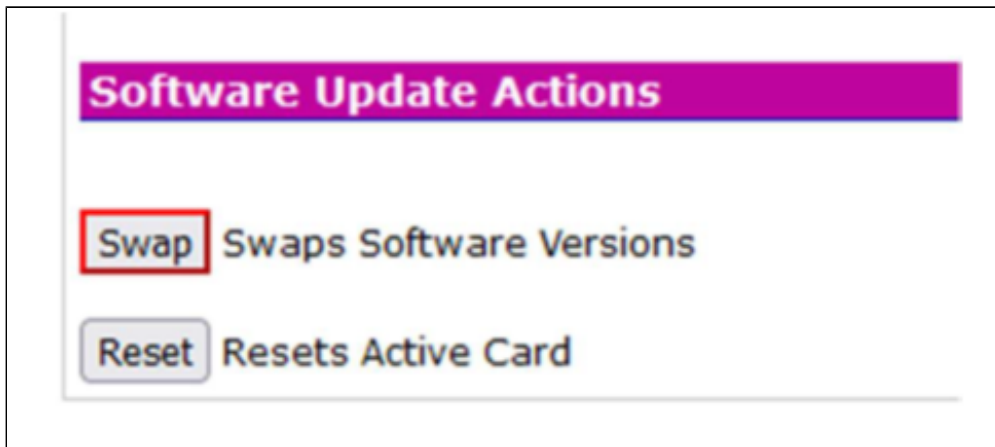 Software Update Actions
Swap Swaps Software Versions
Reset Resets Active Card